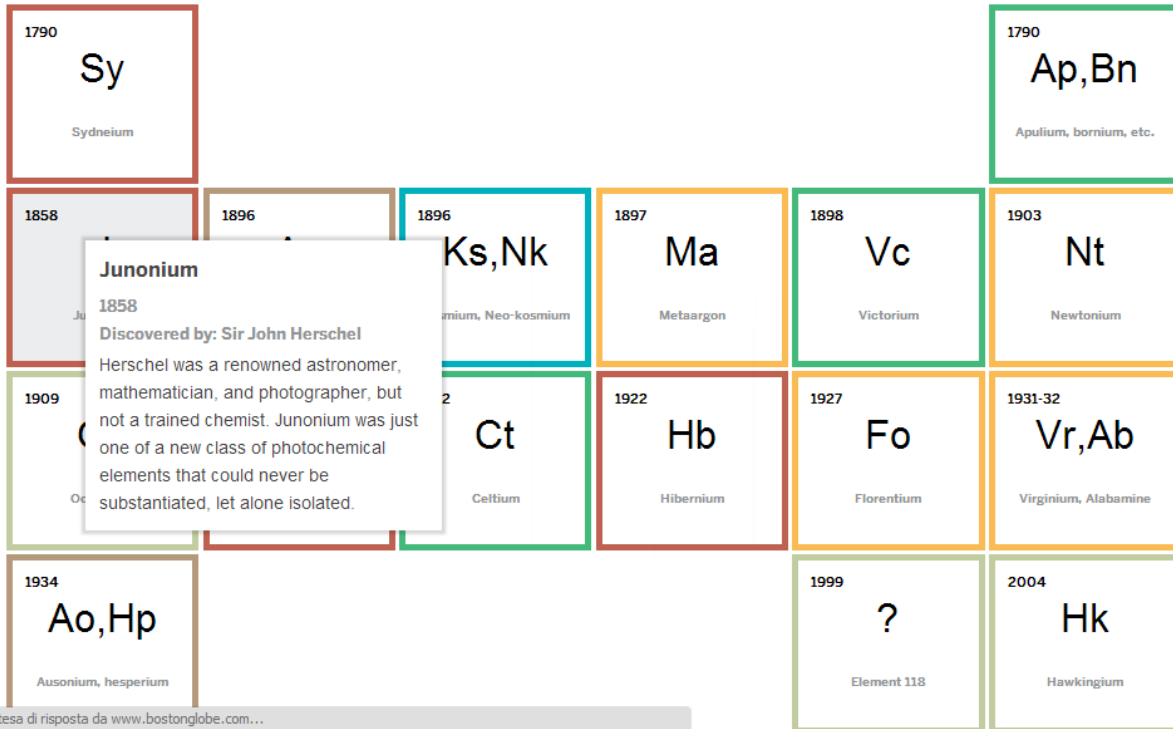 1790
Sy
Sydneium
1790
Ap,Bn
Apulium, bornium, etc.
1858
1896
1896
Ks,Nk
Neo-kosmium
1897
Ma
Metaargon
1898
Vc
Victorium
1903
Nt
Newtonium
Junonium
1858
Discovered by: Sir John Herschel
Herschel was a renowned astronomer,
mathematician, and photographer, but
not a trained chemist. Junonium was just
one of a new class of photochemical
elements that could never be
substantiated, let alone isolated.
1909
Ct
Celtium
1922
Hb
Hibernium
1927
Fo
Florentium
1931-32
Vr,Ab
Virginium, Alabamine
1934
Ao,Hp
Ausonium, hesperium
1999
?
Element 118
2004
Hk
Hawkingium
di risposta da www.bostonglobe.com...